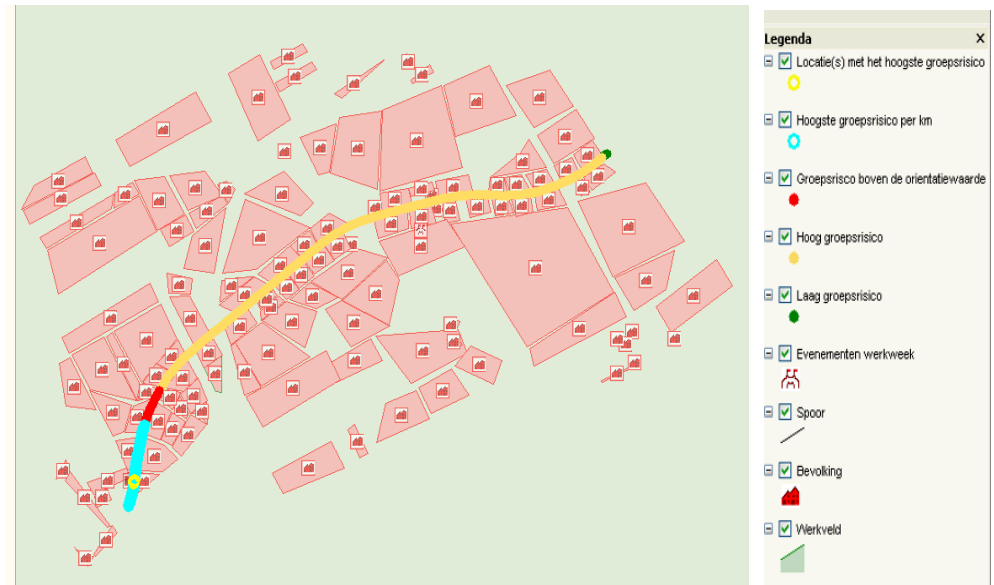 Legenda
Locatie(s) met het hoogste groepsrisico
Hoogste groepsrisico per km
Groepsrisco boven de orientatiewaarde
Hoog groepsrisico
Laag groepsrisico
Evenementen werkweek
Spoor
Bevolking
Werkveld